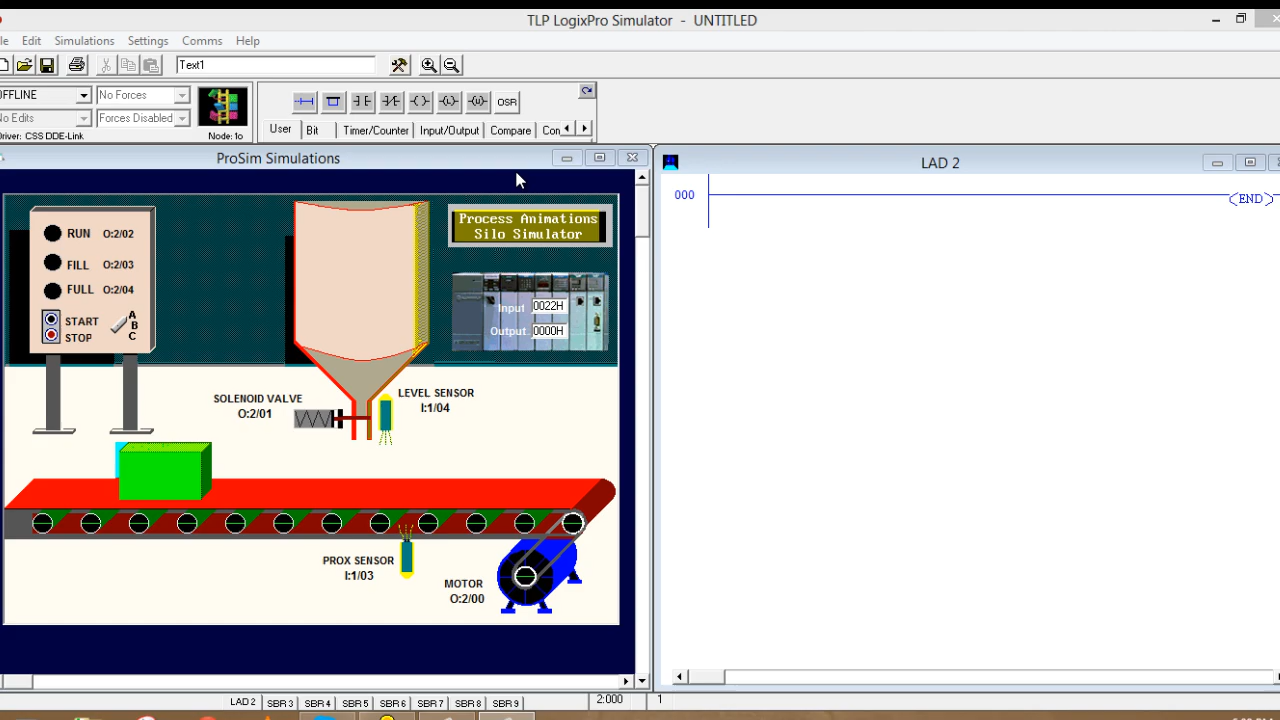 TLP LogixPro Simulator - UNTITLED
le Edit Simulations Settings Comms Help
Text1
OFFLINE No Forces
No Edits Forces Disabled
Driver: CSS DDE-Link Node: 1o
OSR
User Bit Timer/Counter Input/Output Compare Con
ProSim Simulations
LAD 2
000 END
RUN O:2/02
FILL O:2/03
FULL O:2/04
START
STOP
A
B
C
Process Animations
Silo Simulator
Input 0022H
Output 0000H
SOLENOID VALVE
O:2/01
LEVEL SENSOR
I:1/04
PROX SENSOR
I:1/03
MOTOR
O:2/00
LAD 2 SBR 3 SBR 4 SBR 5 SBR 6 SBR 7 SBR 8 SBR 9 2:000 1